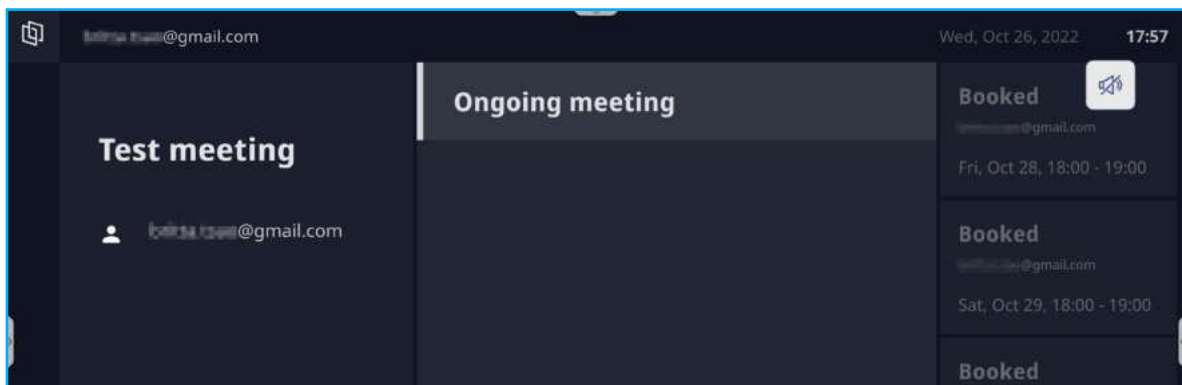 @gmail.com
Wed, Oct 26, 2022
17:57
Test meeting
@gmail.com
Ongoing meeting
Booked
@gmail.com
Fri, Oct 28, 18:00 - 19:00
Booked
@gmail.com
Sat, Oct 29, 18:00 - 19:00
Booked